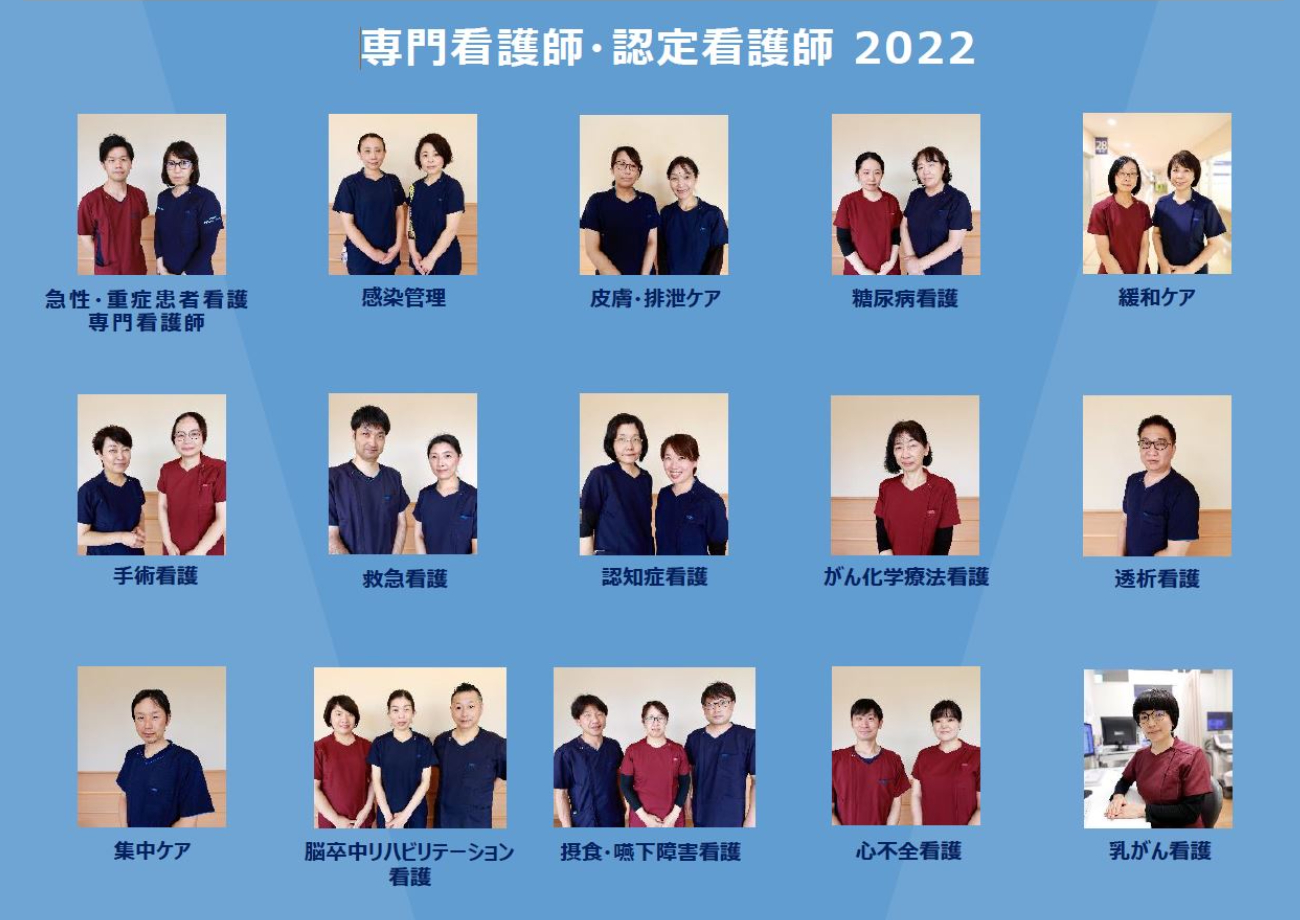 専門看護師・認定看護師 2022
急性・重症患者看護
専門看護師
感染管理
皮膚・排泄ケア
糖尿病看護
緩和ケア
手術看護
救急看護
認知症看護
がん化学療法看護
透析看護
集中ケア
脳卒中リハビリテーション
看護
摂食・嚥下障害看護
心不全看護
乳がん看護
28